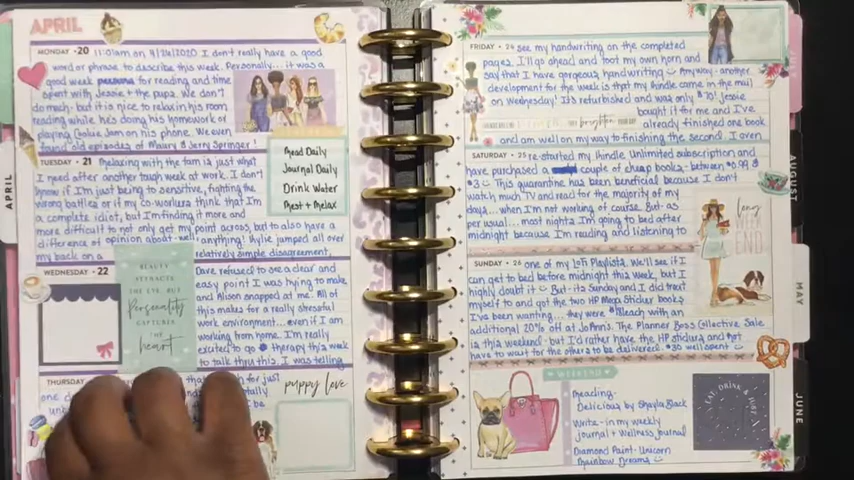 APRIL
MONDAY • 20 11:01am on 4/26/2020 I don't really have a good
word or phrase to describe this week. Personally... it was a
good week for reading and time
spent with Jessie + the pups. We don't
do much- but it is nice to relax in his room
reading while he's doing his homework or
playing Cookie Jam on his phone. We even
found old episodes of Maury & Jerry Springer!
Read Daily
Journal Daily
Drink Water
Rest + Relax
TUESDAY • 21 Relaxing with the fam is just what
I need after another tough week at work. I don't
know if I'm just being to sensitive, fighting the
wrong battles or if my co-workers think that I'm
a complete idiot, but I'm finding it more and
more difficult to not only get my point across, but to also have a
difference of opinion about- well- anything! Kylie jumped all over
my back on a relatively simple disagreement,
WEDNESDAY • 22 Dave refused to see a clear and
easy point I was trying to make
and Alison snapped at me. All of
this makes for a really stressful
work environment... even if I am
working from home. I'm really
excited to go to therapy this week
to talk thru this. I was telling
BEAUTY
ATTRACTS
THE EYE, BUT
Personality
CAPTURES
THE
heart
THURSDAY
for just
puppy love
FRIDAY • 24 see my handwriting on the completed
pages. I'll go ahead and toot my own horn and
say that I have gorgeous handwriting. Anyway- another
development for the week is that my Kindle came in the mail
on Wednesday! It's refurbished and was only $70! Jessie
bought it for me and I've
already finished one book
and am well on my way to finishing the second. I even
SATURDAY • 25 re-started my Kindle Unlimited subscription and
have purchased a couple of cheap books- between $0.99 &
$3. This quarantine has been beneficial because I don't
watch much TV and read for the majority of my
days... when I'm not working of course. But- as
per usual... most nights I'm going to bed after
midnight because I'm reading and listening to
long
WEEK
END
SUNDAY • 26 one of my LoFi Playlists. We'll see if I
can get to bed before midnight this week, but I
highly doubt it. But- its Sunday and I did treat
myself to and got the two HP Mega Sticker books
I've been wanting... they were $18/each with an
additional 20% off at JoAnn's. The Planner Boss Collective Sale
is this weekend- but I'd rather have the HP stickers and not
have to wait for the others to be delivered. $30 well spent
WEEKEND
Reading-
Delicious by Shayla Black
Write- in my weekly
journal + Wellness Journal
Diamond Paint- Unicorn
Rainbow Dreams
EAT, DRINK &
APRIL
AUGUST
MAY
JUNE